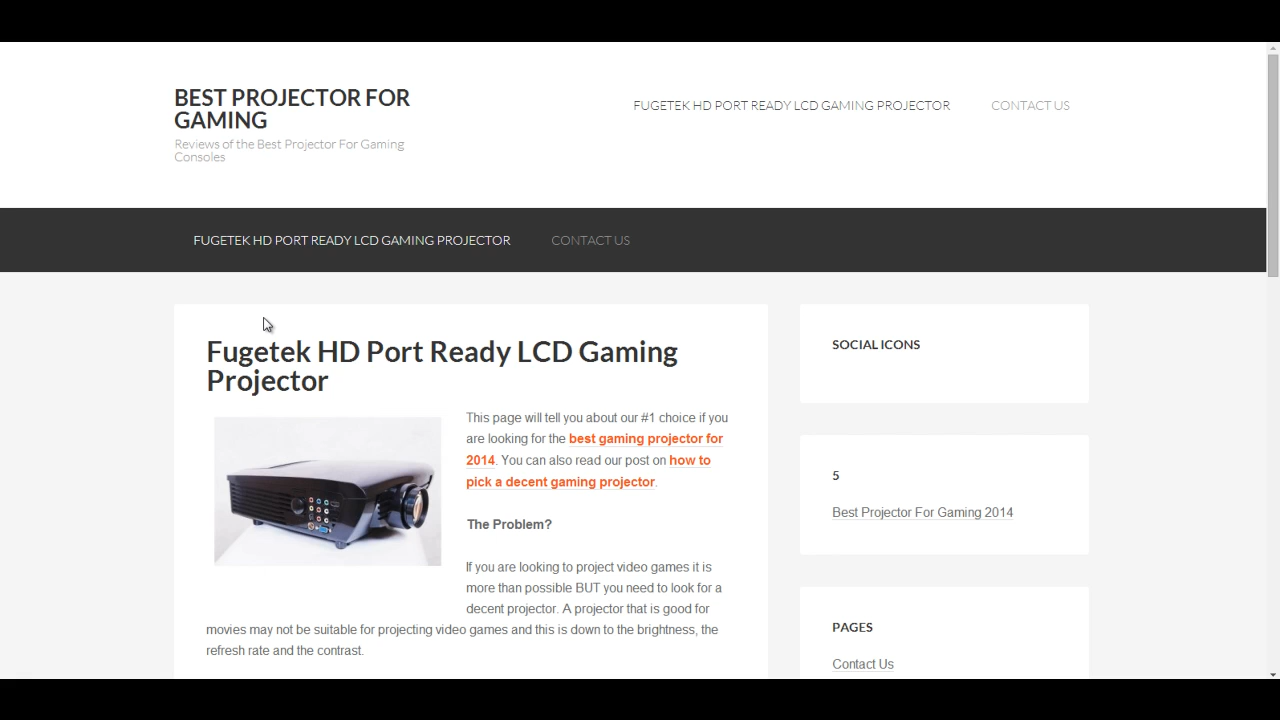 BEST PROJECTOR FOR
GAMING
Reviews of the Best Projector For Gaming
Consoles
FUGETEK HD PORT READY LCD GAMING PROJECTOR
CONTACT US
FUGETEK HD PORT READY LCD GAMING PROJECTOR
CONTACT US
Fugetek HD Port Ready LCD Gaming
Projector
This page will tell you about our #1 choice if you
are looking for the best gaming projector for
2014. You can also read our post on how to
pick a decent gaming projector.
The Problem?
If you are looking to project video games it is
more than possible BUT you need to look for a
decent projector. A projector that is good for
movies may not be suitable for projecting video games and this is down to the brightness, the
refresh rate and the contrast.
SOCIAL ICONS
5
Best Projector For Gaming 2014
PAGES
Contact Us